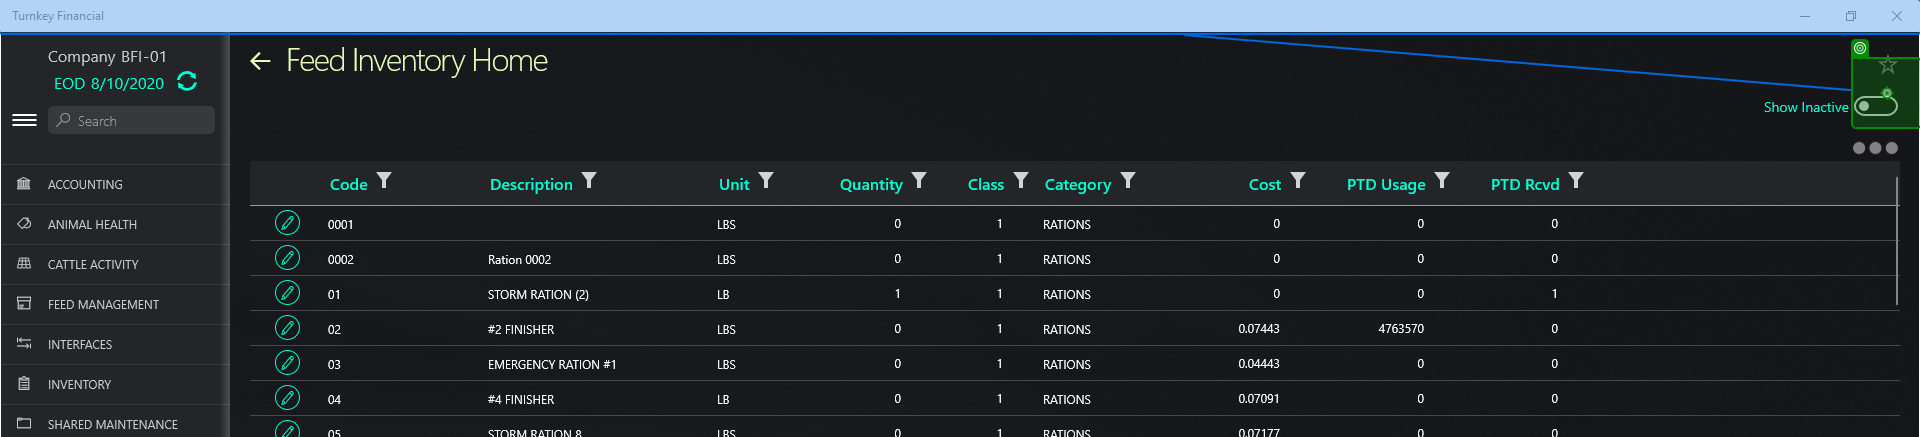 Turnkey Financial
Company BFI-01
EOD 8/10/2020
Search
ACCOUNTING
ANIMAL HEALTH
CATTLE ACTIVITY
FEED MANAGEMENT
INTERFACES
INVENTORY
SHARED MAINTENANCE
Feed Inventory Home
Show Inactive
Code Description Unit Quantity Class Category Cost PTD Usage PTD Rcvd
0001 LBS 0 1 RATIONS 0 0 0
0002 Ration 0002 LBS 0 1 RATIONS 0 0 0
01 STORM RATION (2) LB 1 1 RATIONS 0 0 1
02 #2 FINISHER LBS 0 1 RATIONS 0.07443 4763570 0
03 EMERGENCY RATION #1 LBS 0 1 RATIONS 0.04443 0 0
04 #4 FINISHER LB 0 1 RATIONS 0.07091 0 0
05 STORM RATION 8 LBS 0 1 RATIONS 0.07177 0 0